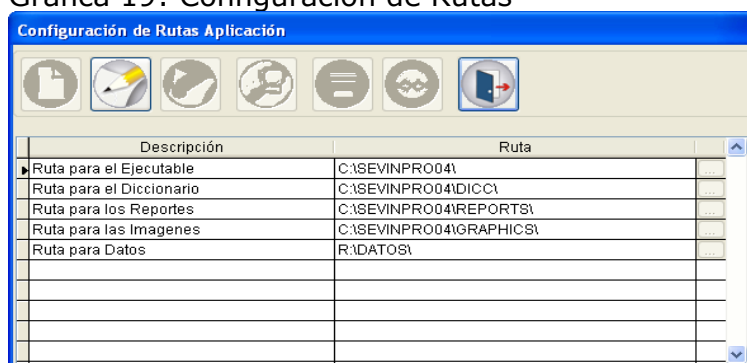 Gráfica 19: Configuración de Rutas
Configuración de Rutas Aplicación
Descripción Ruta
Ruta para el Ejecutable C:\SEVINPRO04\ ...
Ruta para el Diccionario C:\SEVINPRO04\DICC\ ...
Ruta para los Reportes C:\SEVINPRO04\REPORTS\ ...
Ruta para las Imagenes C:\SEVINPRO04\GRAPHICS\ ...
Ruta para Datos R:\DATOS\ ...